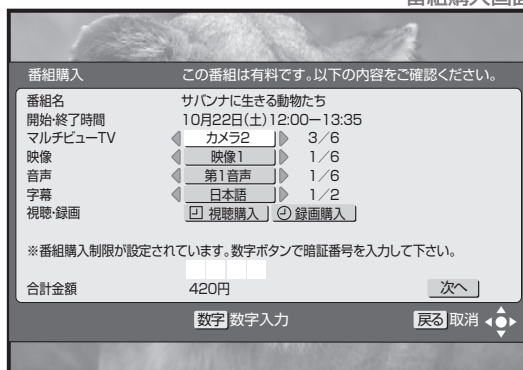 番組購入画面
番組購入 この番組は有料です。以下の内容をご確認ください。
番組名 サバンナに生きる動物たち
開始・終了時間 10月22日(土)12:00ー13:35
マルチビューTV カメラ2 3/6
映像 映像1 1/6
音声 第1音声 1/6
字幕 日本語 1/2
視聴・録画 視聴購入 録画購入
※番組購入制限が設定されています。数字ボタンで暗証番号を入力して下さい。
合計金額 420円 次へ
数字 数字入力 戻る 取消